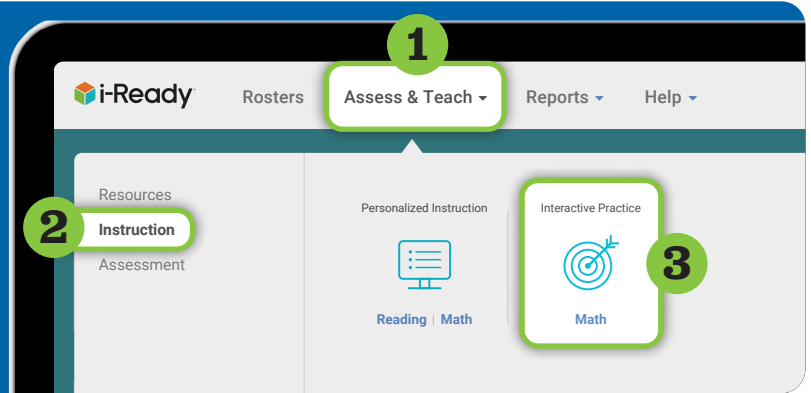 1
i-Ready Rosters Assess & Teach Reports Help
Resources
2 Instruction
Assessment
Personalized Instruction
Reading | Math
Interactive Practice
3
Math